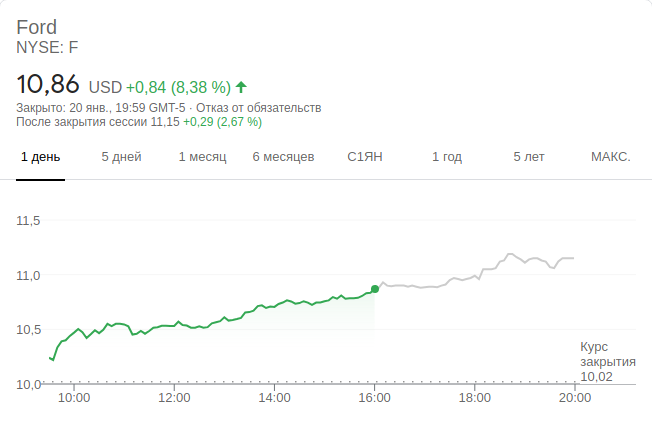 Ford
NYSE: F
10,86 USD +0,84 (8,38 %)
Закрыто: 20 янв., 19:59 GMT-5 · Отказ от обязательств
После закрытия сессии 11,15 +0,29 (2,67 %)
1 день 5 дней 1 месяц 6 месяцев С1ЯН 1 год 5 лет МАКС.
11,5
11,0
10,5
Курс
закрытия
10,02
10,0
10:00 12:00 14:00 16:00 18:00 20:00